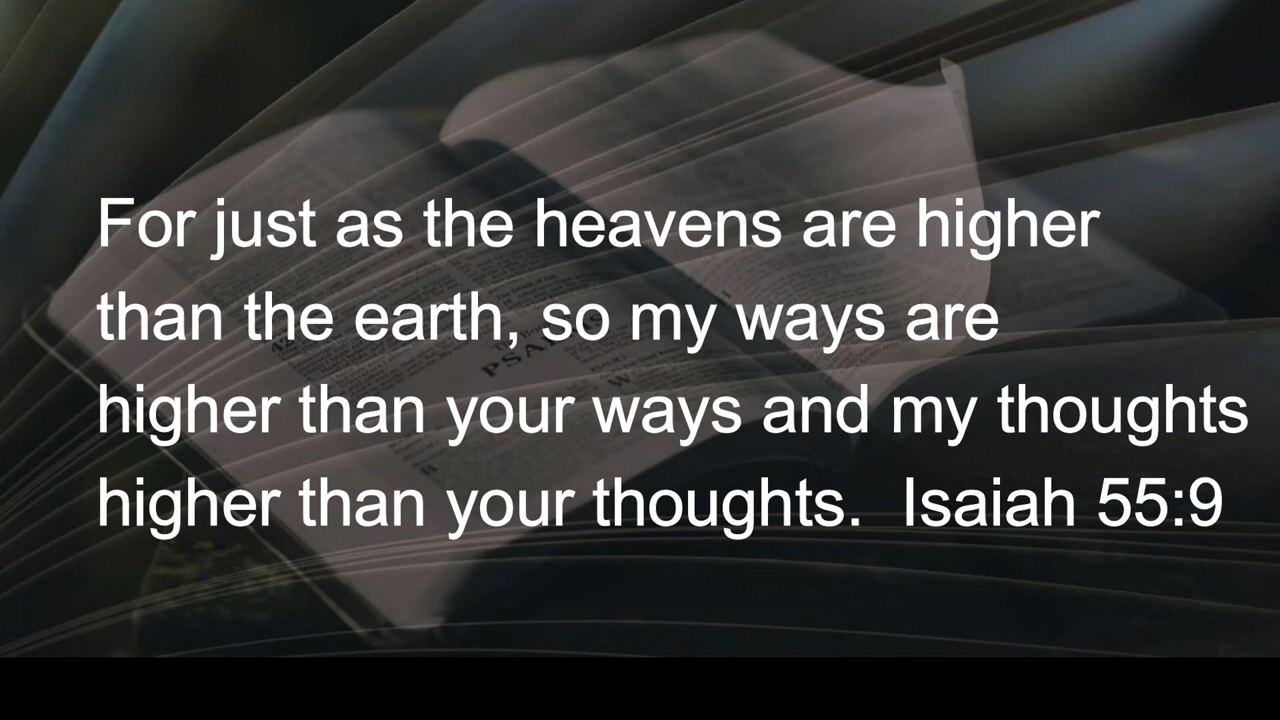 For just as the heavens are higher
than the earth, so my ways are
higher than your ways and my thoughts
higher than your thoughts.  Isaiah 55:9
PSALMS